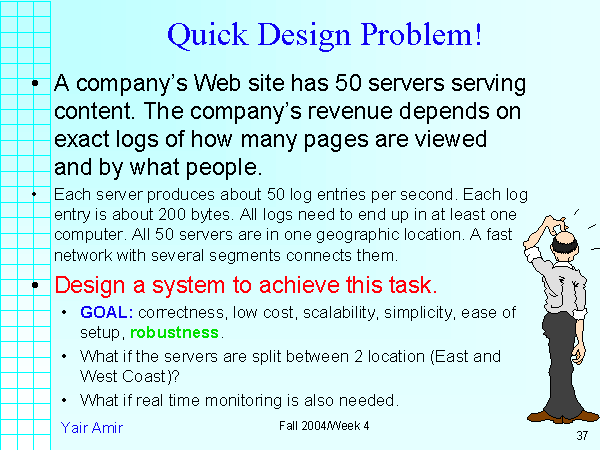 Quick Design Problem!
• A company's Web site has 50 servers serving
content. The company's revenue depends on
exact logs of how many pages are viewed
and by what people.
• Each server produces about 50 log entries per second. Each log
entry is about 200 bytes. All logs need to end up in at least one
computer. All 50 servers are in one geographic location. A fast
network with several segments connects them.
• Design a system to achieve this task.
• GOAL: correctness, low cost, scalability, simplicity, ease of
setup, robustness.
• What if the servers are split between 2 location (East and
West Coast)?
• What if real time monitoring is also needed.
Yair Amir
Fall 2004/Week 4
37